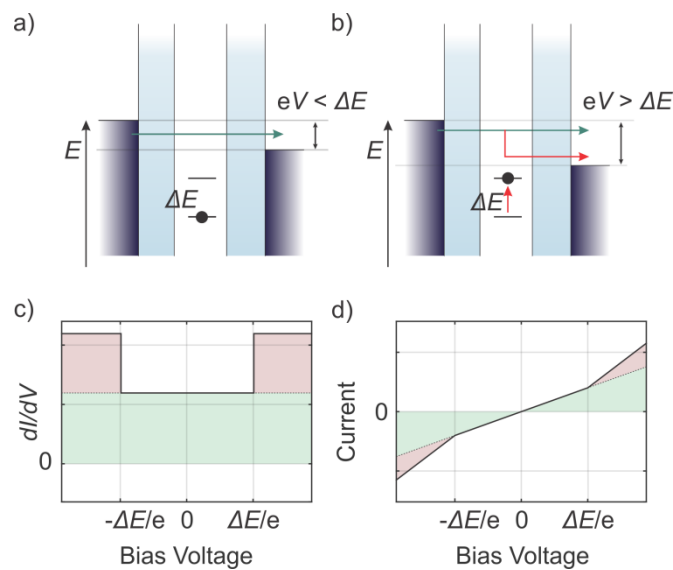 a)
eV < ΔE
E
ΔE
b)
eV > ΔE
E
ΔE
c)
dI/dV
0
-ΔE/e 0 ΔE/e
Bias Voltage
d)
Current
0
-ΔE/e 0 ΔE/e
Bias Voltage